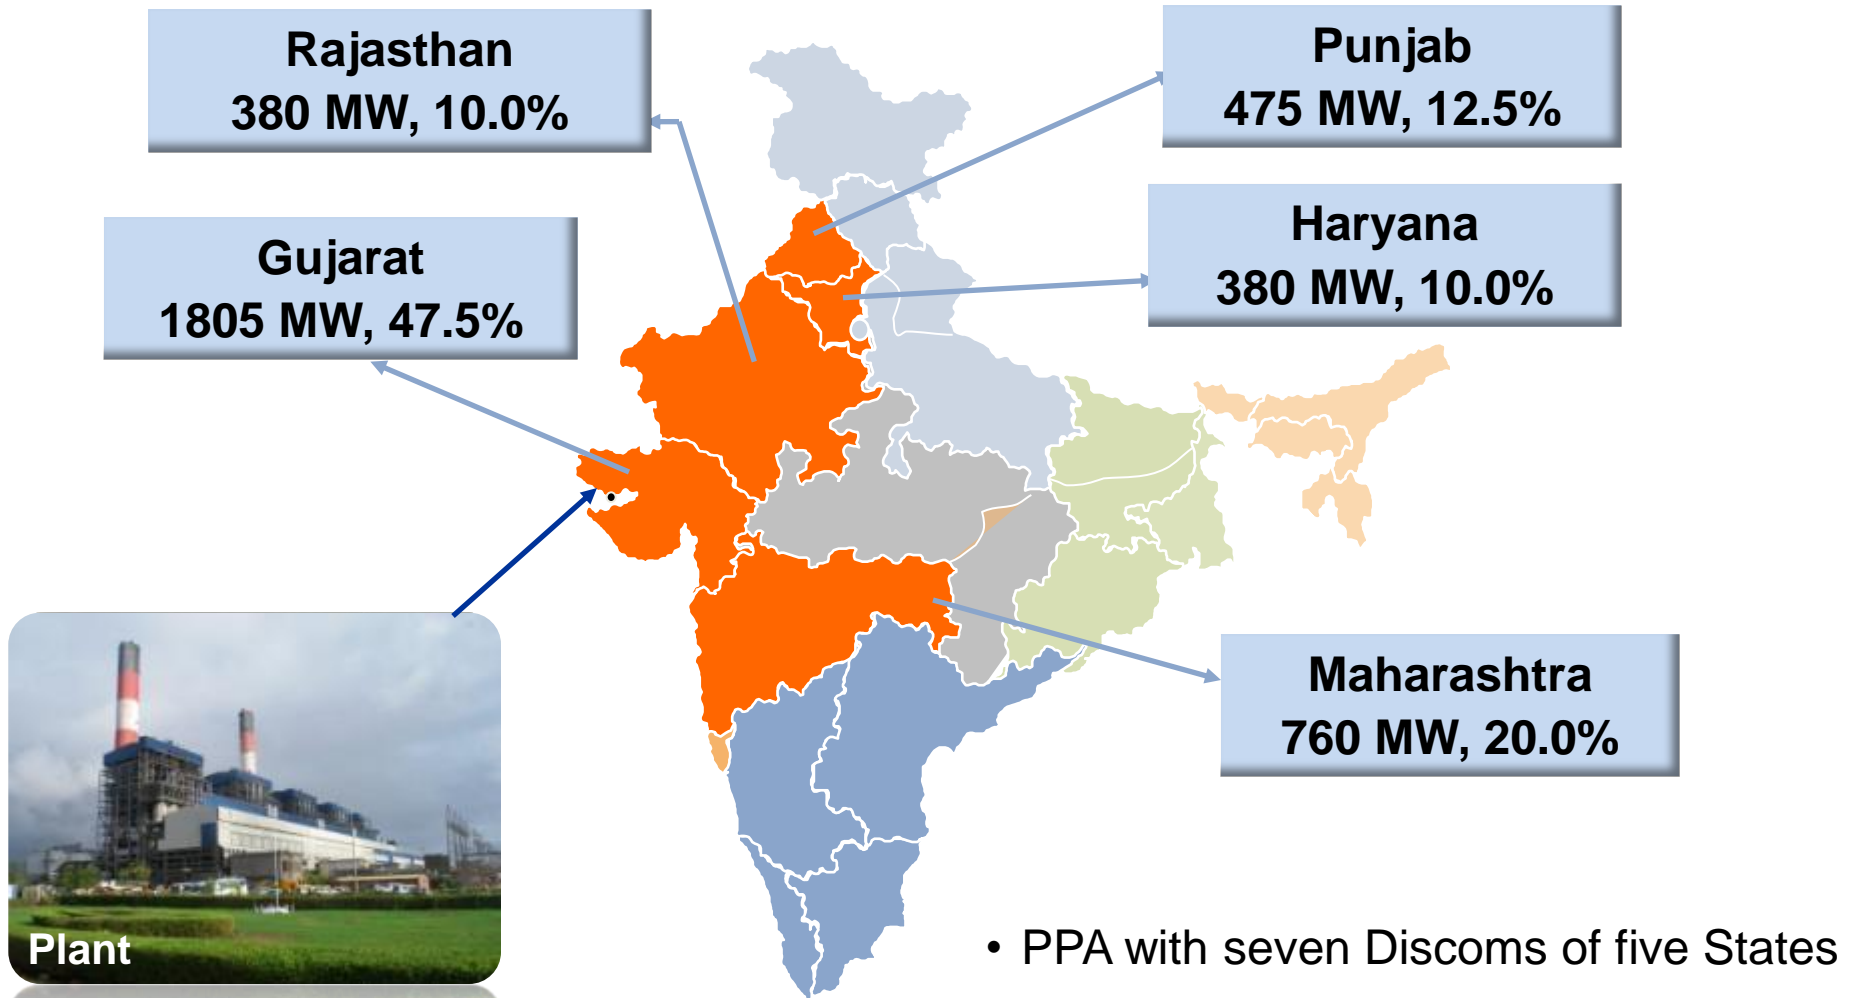 Rajasthan
380 MW, 10.0%
Punjab
475 MW, 12.5%
Gujarat
1805 MW, 47.5%
Haryana
380 MW, 10.0%
Maharashtra
760 MW, 20.0%
Plant
• PPA with seven Discoms of five States